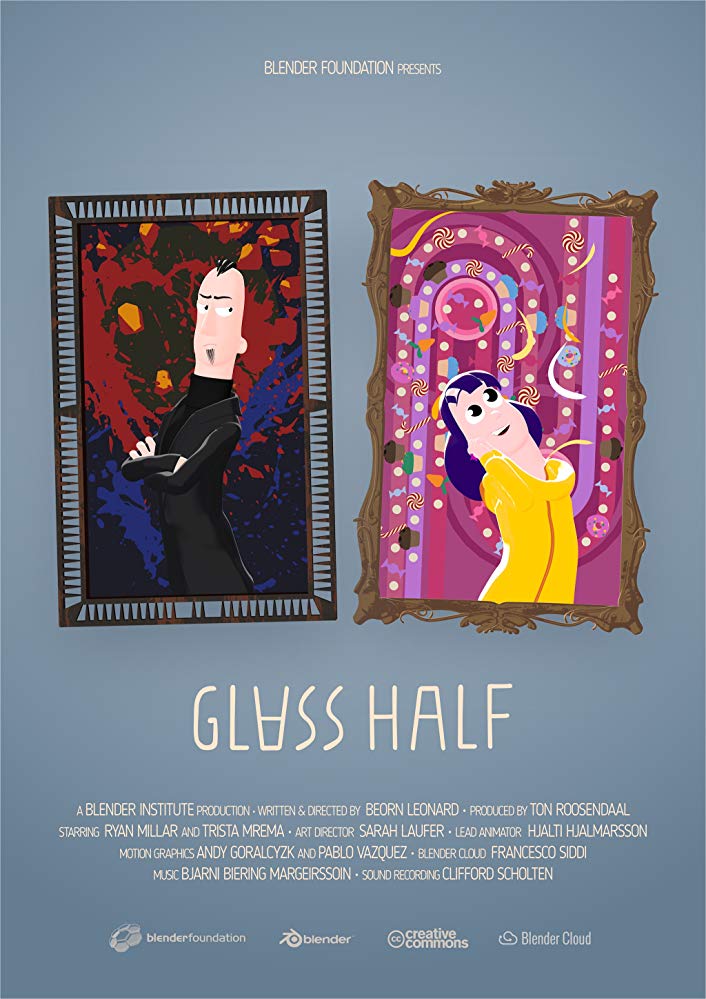 BLENDER FOUNDATION PRESENTS
GLASS HALF
A BLENDER INSTITUTE PRODUCTION · WRITTEN & DIRECTED BY BEORN LEONARD · PRODUCED BY TON ROOSENDAAL
STARRING RYAN MILLAR AND TRISTA MREMA · ART DIRECTOR SARAH LAUFER · LEAD ANIMATOR HJALTI HJALMARSSON
MOTION GRAPHICS ANDY GORALCYZK AND PABLO VAZQUEZ · BLENDER CLOUD FRANCESCO SIDDI
MUSIC BJARNI BIERING MARGEIRSSOIN · SOUND RECORDING CLIFFORD SCHOLTEN
blenderfoundation blender cc creative commons Blender Cloud